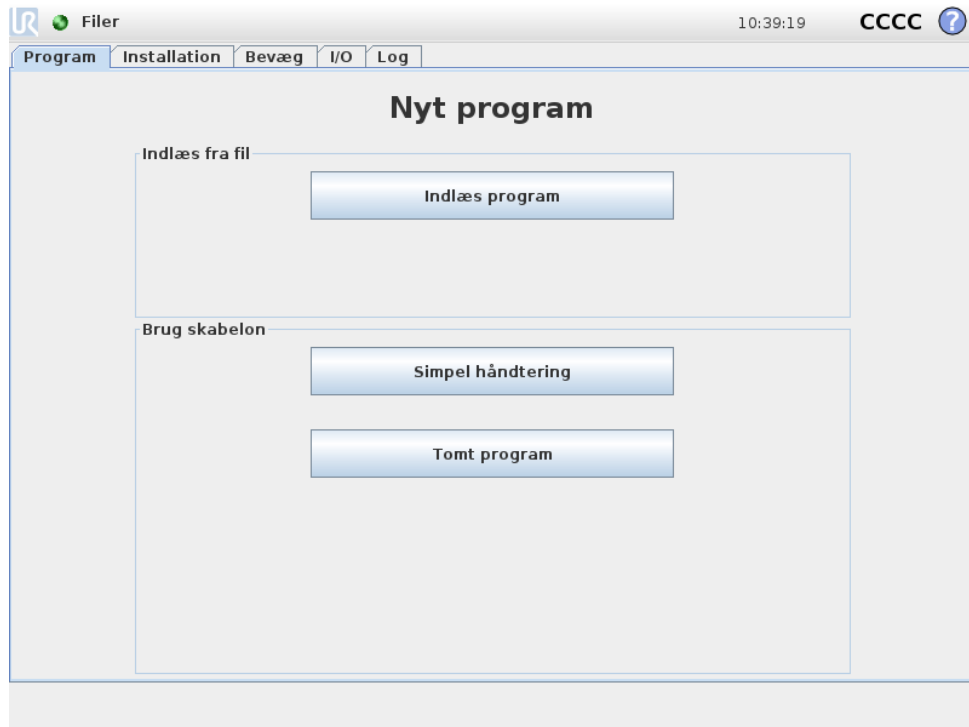 UR Filer 10:39:19 CCCC ?
Program Installation Bevæg I/O Log
Nyt program
Indlæs fra fil
Indlæs program
Brug skabelon
Simpel håndtering
Tomt program